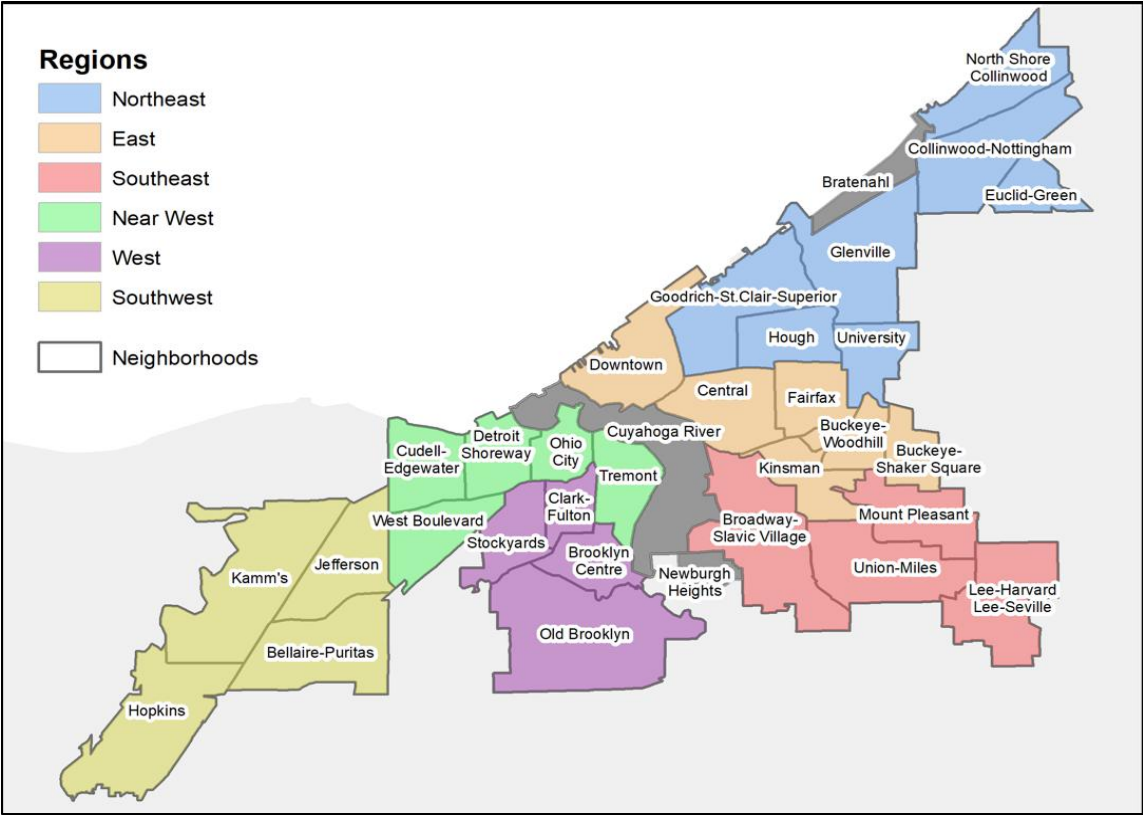 Regions
Northeast
East
Southeast
Near West
West
Southwest
Neighborhoods
North Shore
Collinwood
Collinwood-Nottingham
Euclid-Green
Bratenahl
Glenville
Goodrich-St.Clair-Superior
Hough
University
Downtown
Central
Fairfax
Buckeye-
Woodhill
Buckeye-
Shaker Square
Kinsman
Cuyahoga River
Cudell-
Edgewater
Detroit
Shoreway
Ohio
City
Tremont
West Boulevard
Clark-
Fulton
Stockyards
Brooklyn
Centre
Old Brooklyn
Newburgh
Heights
Broadway-
Slavic Village
Mount Pleasant
Union-Miles
Lee-Harvard
Lee-Seville
Kamm's
Jefferson
Bellaire-Puritas
Hopkins